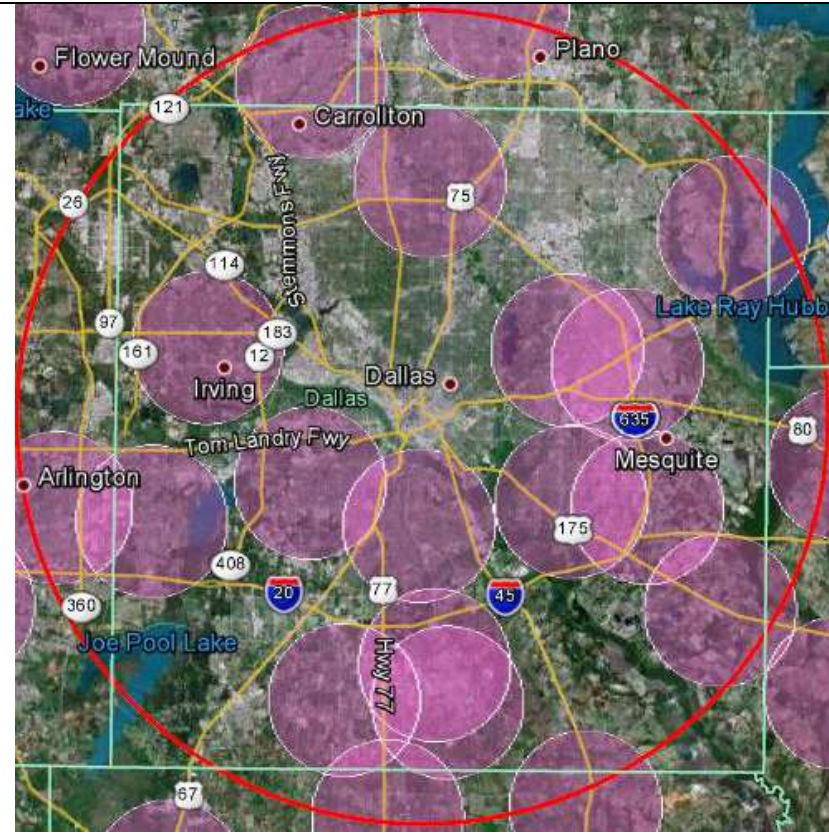 Flower Mound
Plano
ake
121
Carrollton
Stemmons Fwy
75
26
114
Lake Ray Hubb
97
183
161
12
Irving
Dallas
Dallas
635
80
Tom Landry Fwy
Mesquite
Arlington
175
408
20
77
45
360
Joe Pool Lake
Hwy 77
67